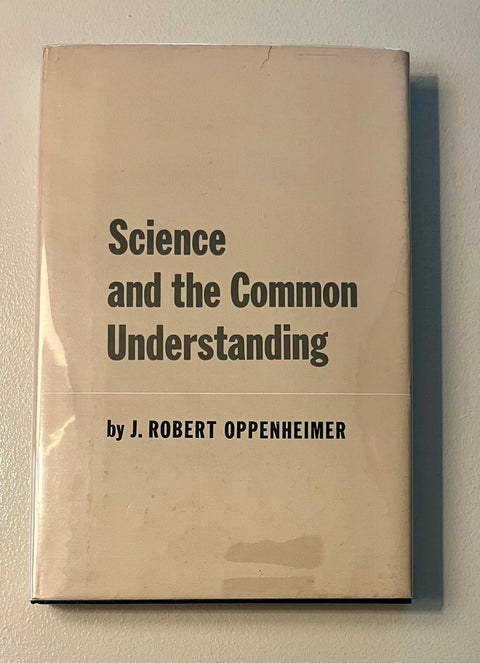 Science
and the Common
Understanding
by J. ROBERT OPPENHEIMER